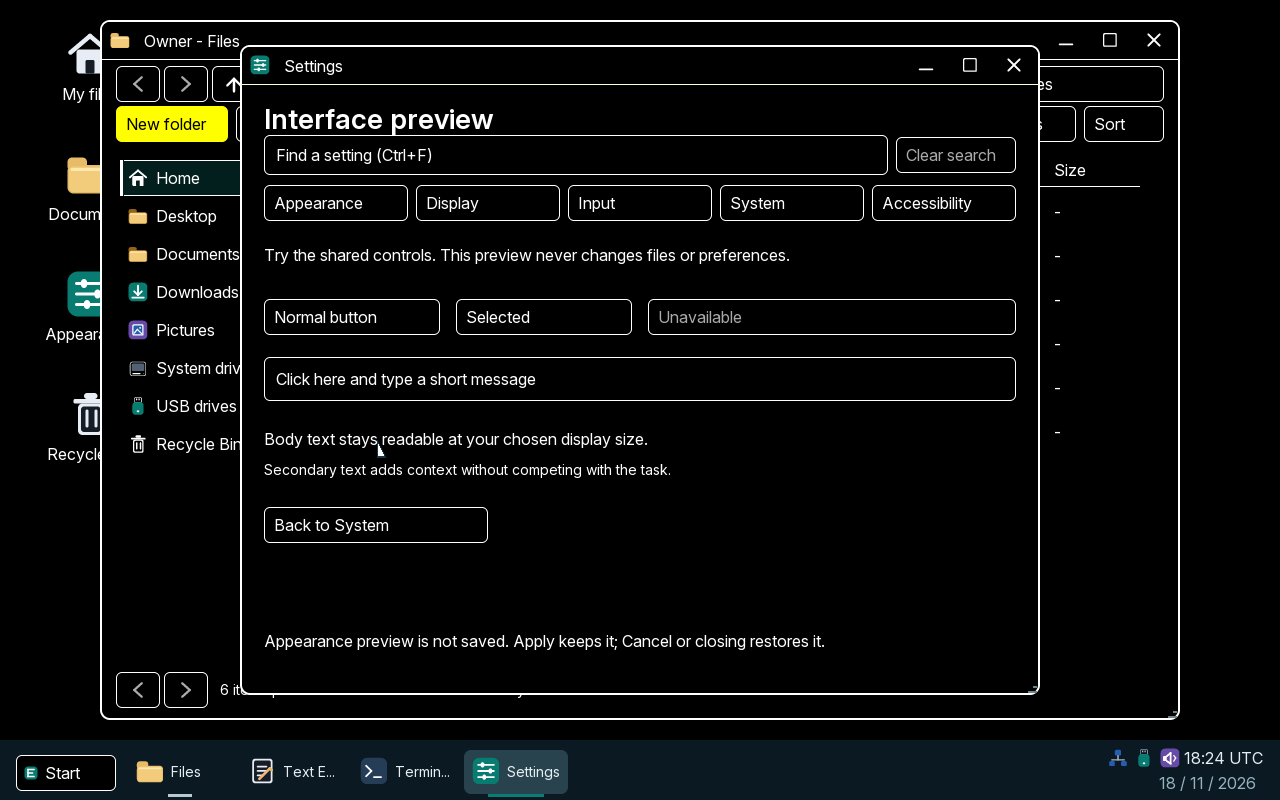 My fil
Docum
Appeara
Recycle
Owner - Files
es
New folder
s
Sort
Home
Desktop
Documents
Downloads
Pictures
System driv
USB drives
Recycle Bin
Size
-
-
-
-
-
-
6 ite
Settings
Interface preview
Find a setting (Ctrl+F)
Clear search
Appearance
Display
Input
System
Accessibility
Try the shared controls. This preview never changes files or preferences.
Normal button
Selected
Unavailable
Click here and type a short message
Body text stays readable at your chosen display size.
Secondary text adds context without competing with the task.
Back to System
Appearance preview is not saved. Apply keeps it; Cancel or closing restores it.
Start
Files
Text E...
Termin...
Settings
18:24 UTC
18 / 11 / 2026